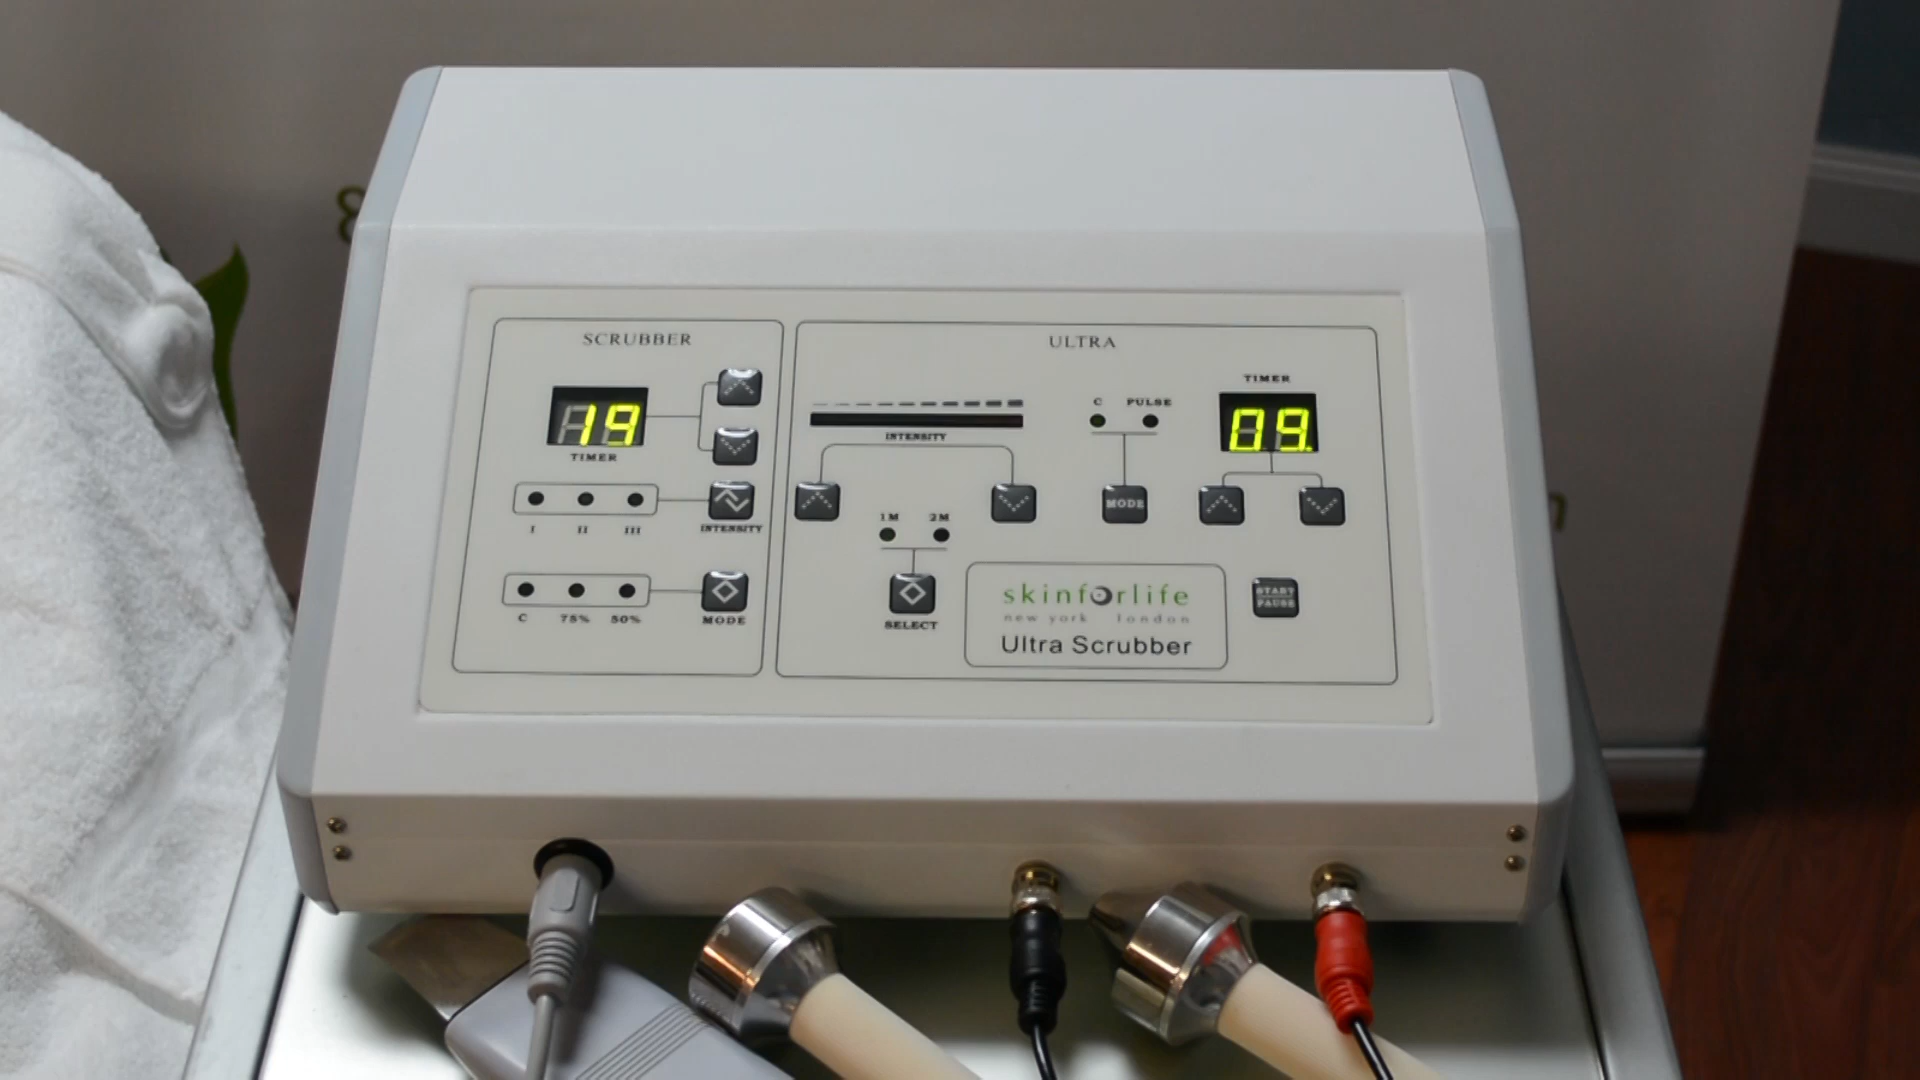 SCRUBBER
19
TIMER
I II III
INTENSITY
C 75% 50%
MODE
ULTRA
INTENSITY
1M 2M
SELECT
C PULSE
MODE
TIMER
09.
START
PAUSE
skinforlife
new york london
Ultra Scrubber
8